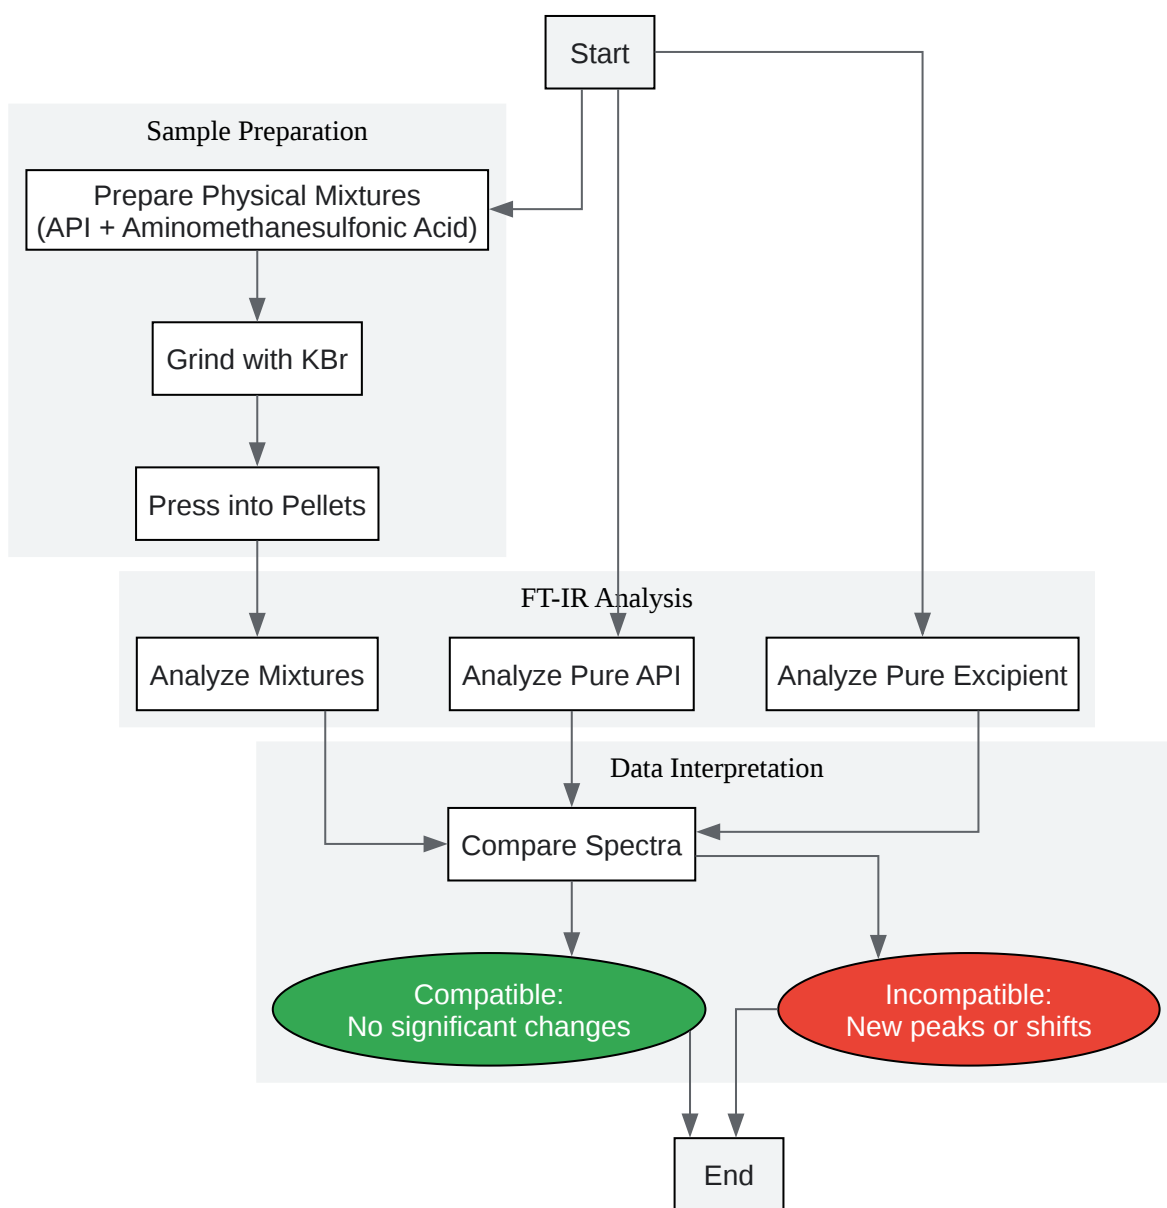 Start
Sample Preparation
Prepare Physical Mixtures
(API + Aminomethanesulfonic Acid)
Grind with KBr
Press into Pellets
FT-IR Analysis
Analyze Mixtures
Analyze Pure API
Analyze Pure Excipient
Data Interpretation
Compare Spectra
Compatible:
No significant changes
Incompatible:
New peaks or shifts
End